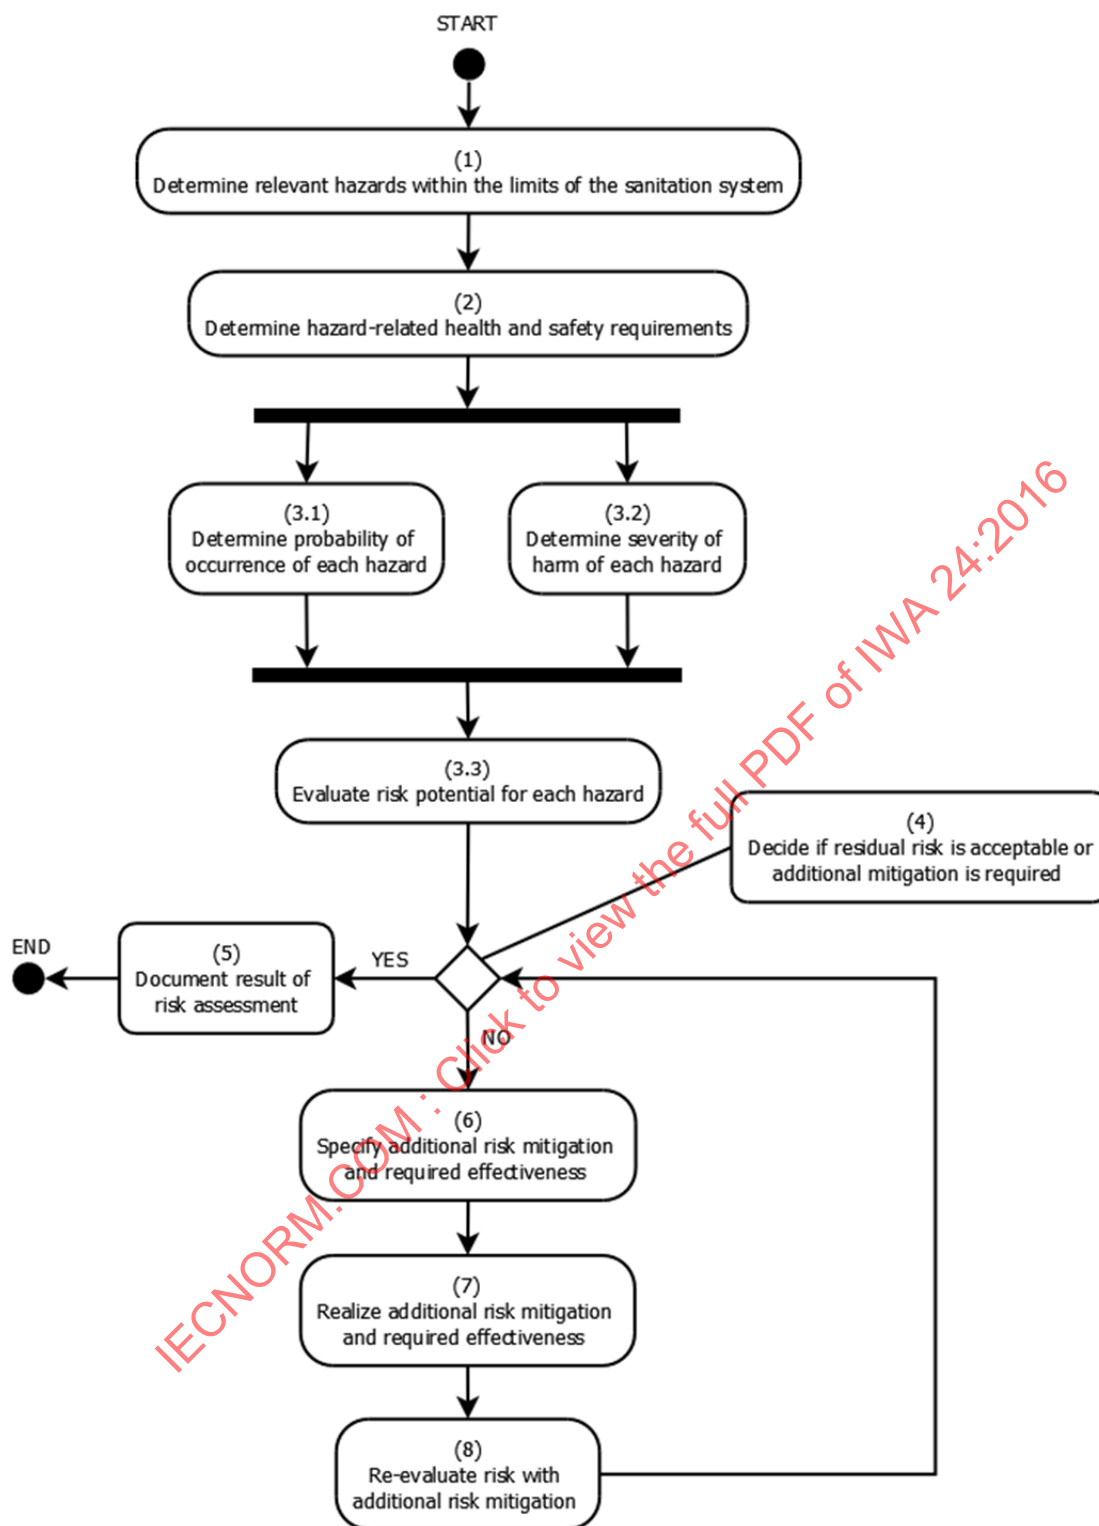 START
(1)
Determine relevant hazards within the limits of the sanitation system
(2)
Determine hazard-related health and safety requirements
(3.1)
Determine probability of
occurrence of each hazard
(3.2)
Determine severity of
harm of each hazard
(3.3)
Evaluate risk potential for each hazard
(4)
Decide if residual risk is acceptable or
additional mitigation is required
END
(5)
Document result of
risk assessment
YES
NO
(6)
Specify additional risk mitigation
and required effectiveness
(7)
Realize additional risk mitigation
and required effectiveness
(8)
Re-evaluate risk with
additional risk mitigation
IECNORM.COM : Click to view the full PDF of IWA 24:2016